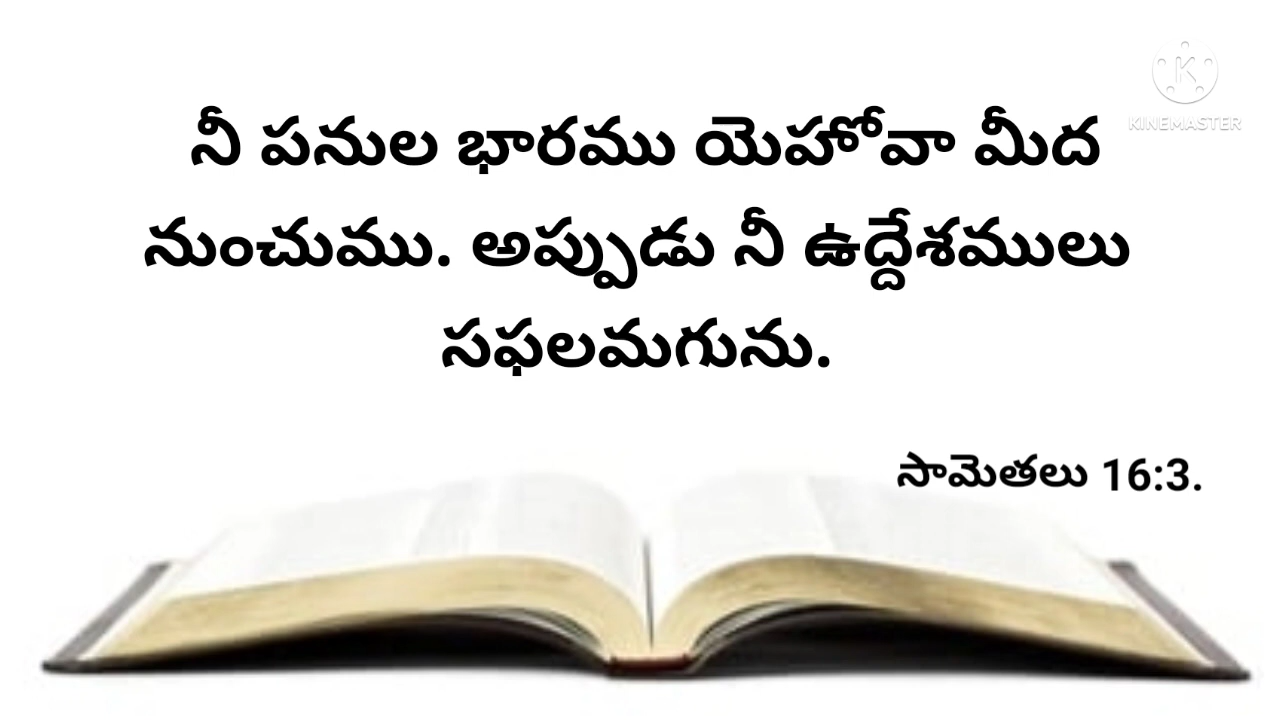 KINEMASTER
నీ పనుల భారము యెహోవా మీద
నుంచుము. అప్పుడు నీ ఉద్దేశములు
సఫలమగును.
సామెతలు 16:3.